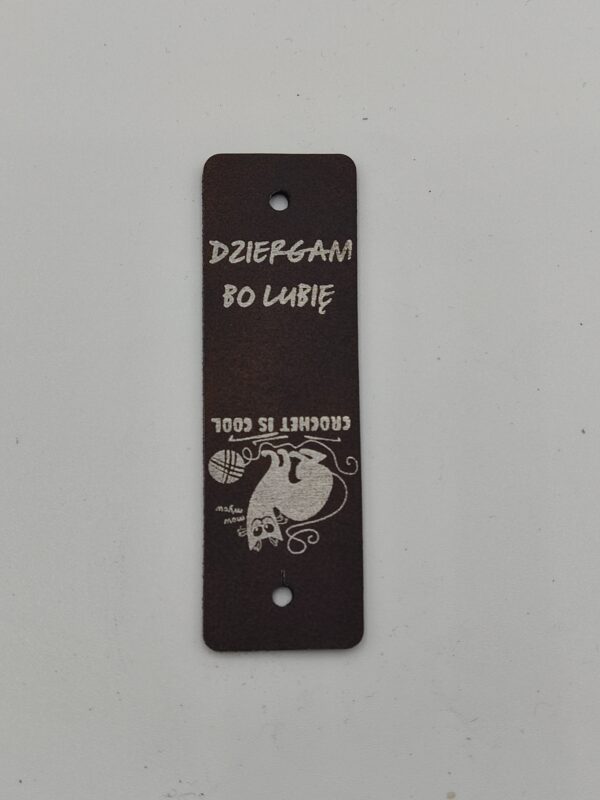 DZIERGAM
BO LUBIĘ
CROCHET IS COOL
mow
myow